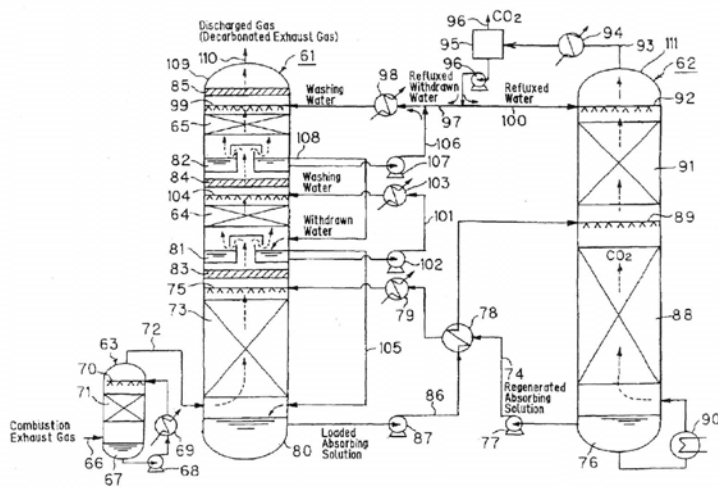 Discharged Gas
(Decarbonated Exhaust Gas)
96
CO₂
94
95
93
111
110
61
96
62
109
85
98
Refluxed
Withdrawn
Water
Refluxed
Water
92
99
Washing
Water
97
100
65
108
106
82
107
91
84
Washing
Water
103
104
64
101
89
Withdrawn
Water
81
102
83
75
CO₂
78
79
73
88
72
63
105
74
70
86
71
Regenerated
Absorbing
Solution
Combustion
Exhaust Gas
69
90
66
67
68
80
Loaded
Absorbing
Solution
87
77
76